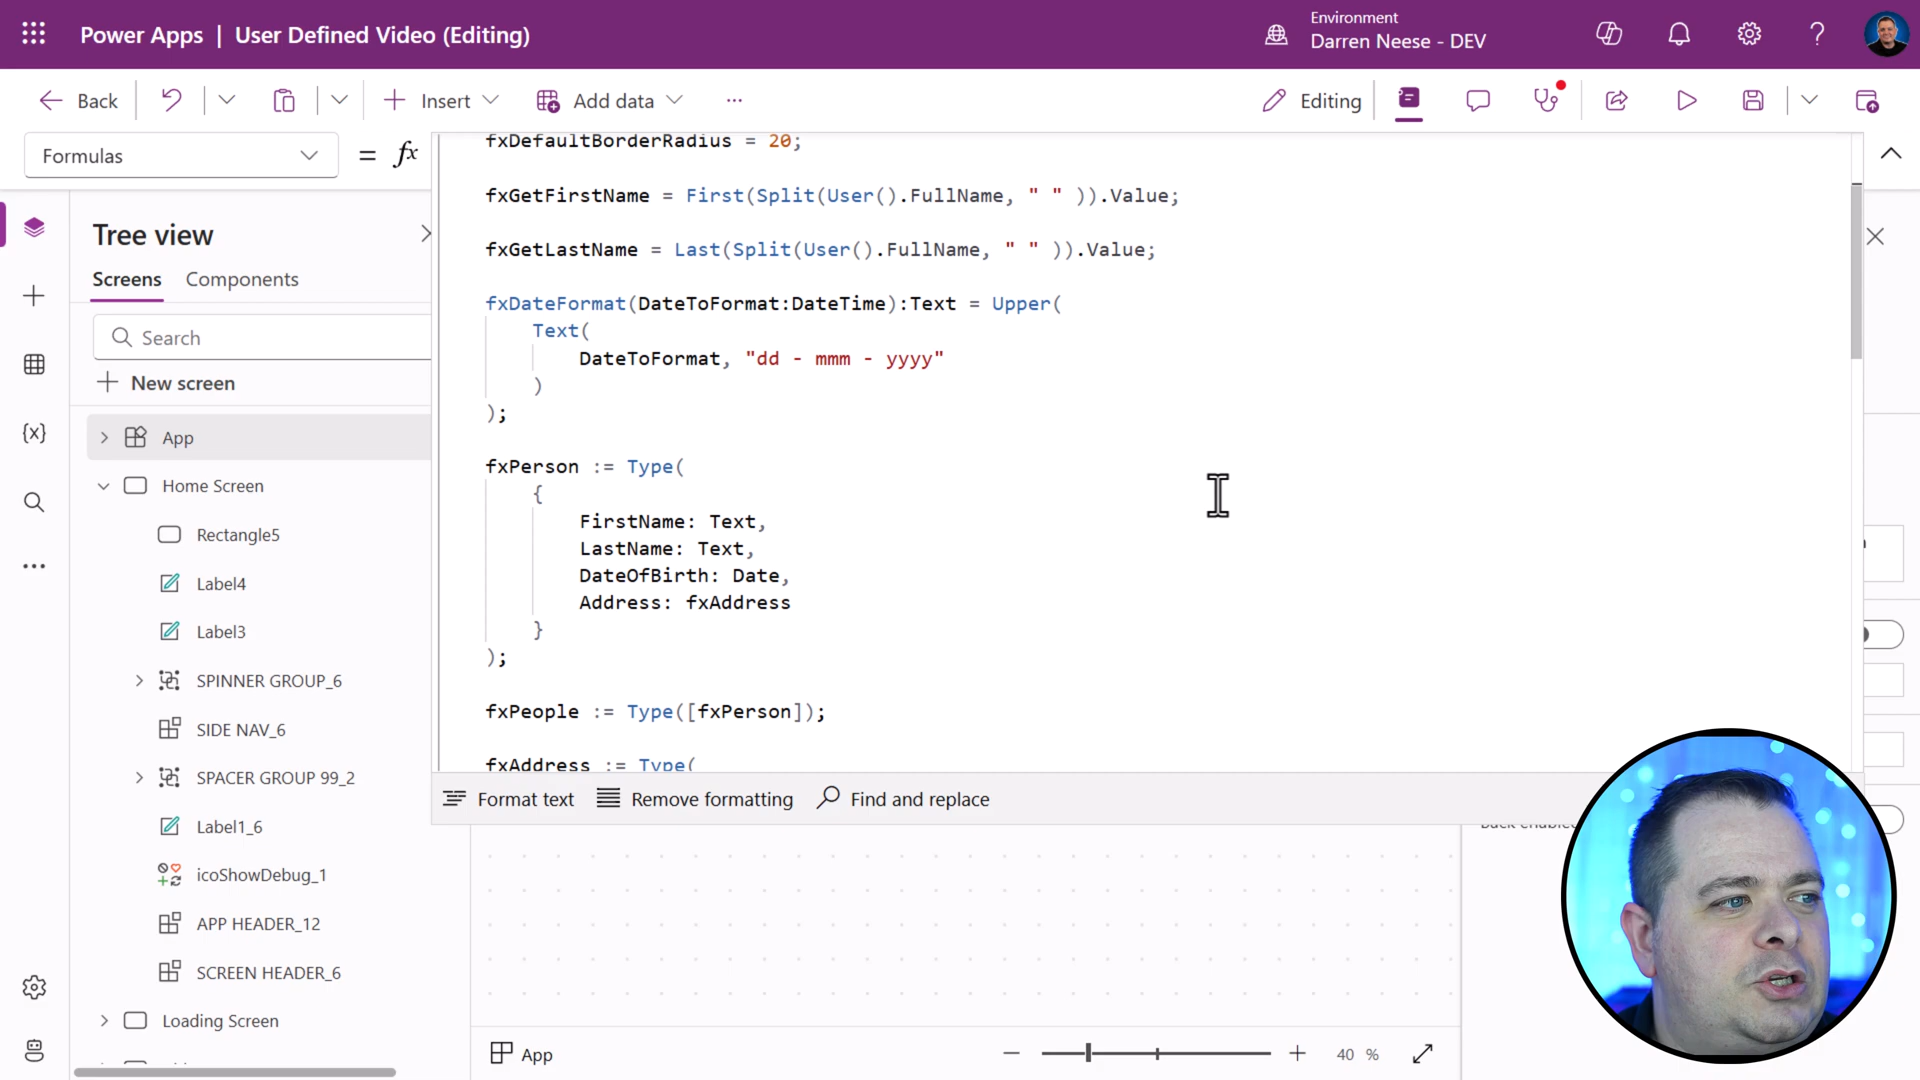 Power Apps | User Defined Video (Editing)
Environment
Darren Neese - DEV
Back
Insert
Add data
Editing
Formulas
= fx
fxDefaultBorderRadius = 20;
fxGetFirstName = First(Split(User().FullName, " " )).Value;
fxGetLastName = Last(Split(User().FullName, " " )).Value;
fxDateFormat(DateToFormat:DateTime):Text = Upper(
Text(
DateToFormat, "dd - mmm - yyyy"
)
);
fxPerson := Type(
{
FirstName: Text,
LastName: Text,
DateOfBirth: Date,
Address: fxAddress
}
);
fxPeople := Type([fxPerson]);
fxAddress := Type(
Format text
Remove formatting
Find and replace
Tree view
Screens
Components
Search
New screen
App
Home Screen
Rectangle5
Label4
Label3
SPINNER GROUP_6
SIDE NAV_6
SPACER GROUP 99_2
Label1_6
icoShowDebug_1
APP HEADER_12
SCREEN HEADER_6
Loading Screen
App
40 %